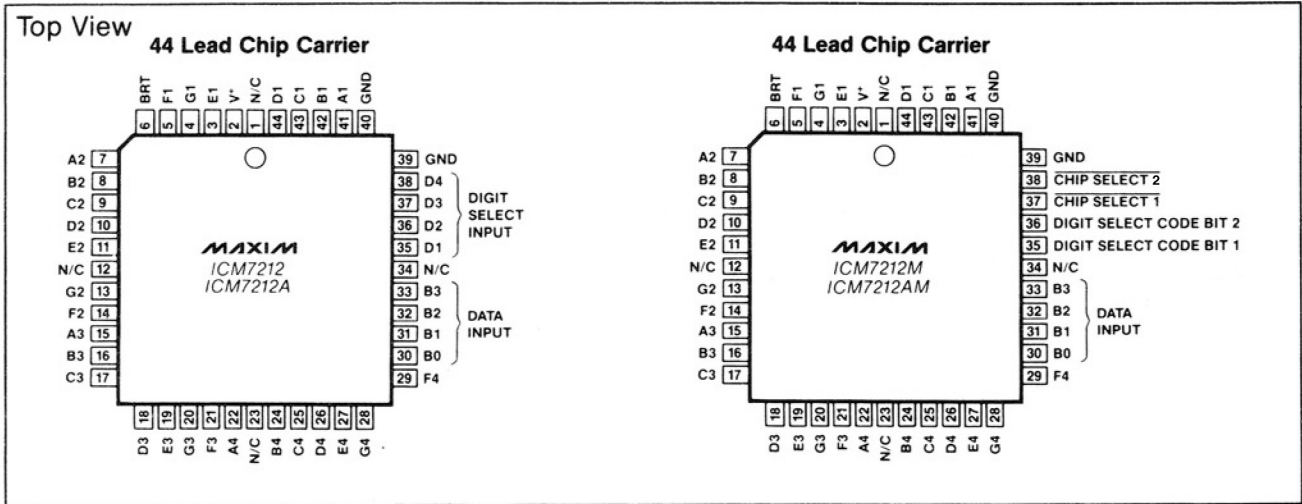 Top View
44 Lead Chip Carrier
BRT F1 G1 E1 V+ N/C D1 C1 B1 A1 GND
6 5 4 3 2 1 44 43 42 41 40
A2 7
B2 8
C2 9
D2 10
E2 11
N/C 12
G2 13
F2 14
A3 15
B3 16
C3 17
MAXIM
ICM7212
ICM7212A
39 GND
38 D4
37 D3
36 D2
35 D1
DIGIT
SELECT
INPUT
34 N/C
33 B3
32 B2
31 B1
30 B0
DATA
INPUT
29 F4
18 19 20 21 22 23 24 25 26 27 28
D3 E3 G3 F3 A4 N/C B4 C4 D4 E4 G4
44 Lead Chip Carrier
BRT F1 G1 E1 V+ N/C D1 C1 B1 A1 GND
6 5 4 3 2 1 44 43 42 41 40
A2 7
B2 8
C2 9
D2 10
E2 11
N/C 12
G2 13
F2 14
A3 15
B3 16
C3 17
MAXIM
ICM7212M
ICM7212AM
39 GND
38 CHIP SELECT 2
37 CHIP SELECT 1
36 DIGIT SELECT CODE BIT 2
35 DIGIT SELECT CODE BIT 1
34 N/C
33 B3
32 B2
31 B1
30 B0
DATA
INPUT
29 F4
18 19 20 21 22 23 24 25 26 27 28
D3 E3 G3 F3 A4 N/C B4 C4 D4 E4 G4